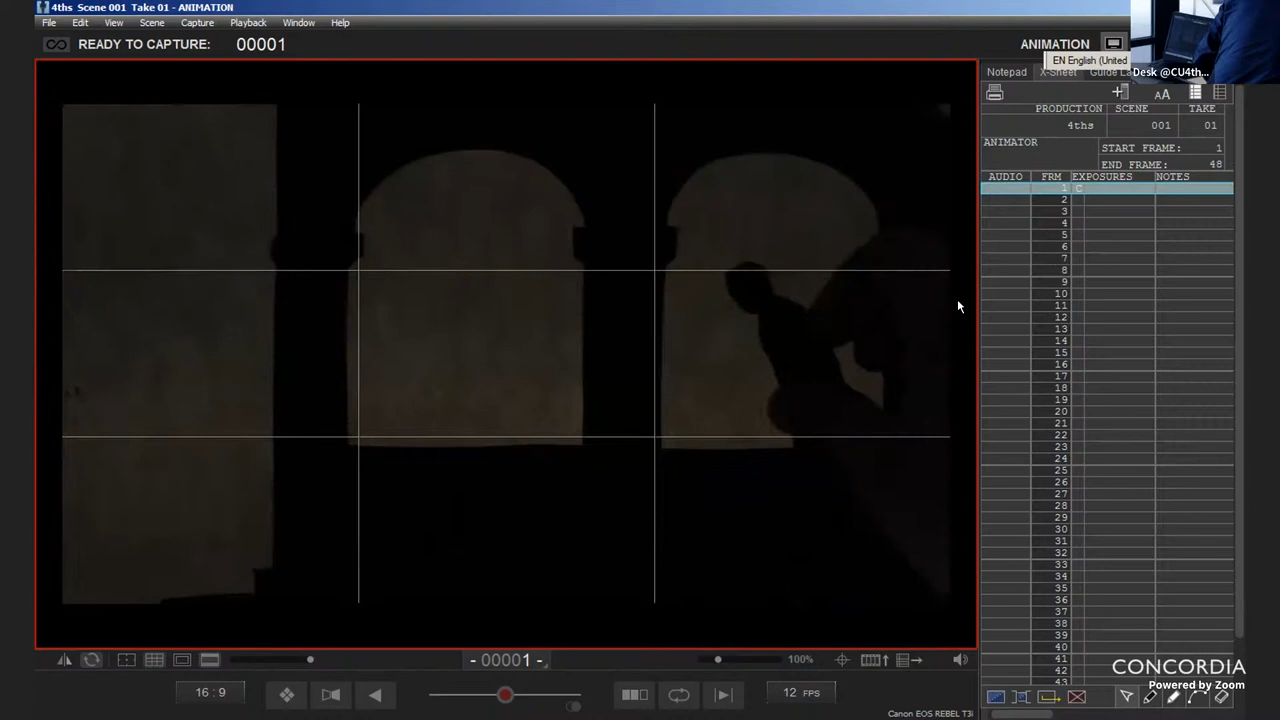 4ths Scene 001 Take 01 - ANIMATION
File Edit View Scene Capture Playback Window Help
READY TO CAPTURE: 00001
ANIMATION
EN English (United
Desk @CU4th...
Notepad X-Sheet Guide La
AA
PRODUCTION SCENE TAKE
4ths 001 01
ANIMATOR
START FRAME: 1
END FRAME: 48
AUDIO FRM EXPOSURES NOTES
1 C
2
3
4
5
6
7
8
9
10
11
12
13
14
15
16
17
18
19
20
21
22
23
24
25
26
27
28
29
30
31
32
33
34
35
36
37
38
39
40
41
42
43
- 00001 -
100%
16:9
12 FPS
Canon EOS REBEL T3i
CONCORDIA
Powered by Zoom